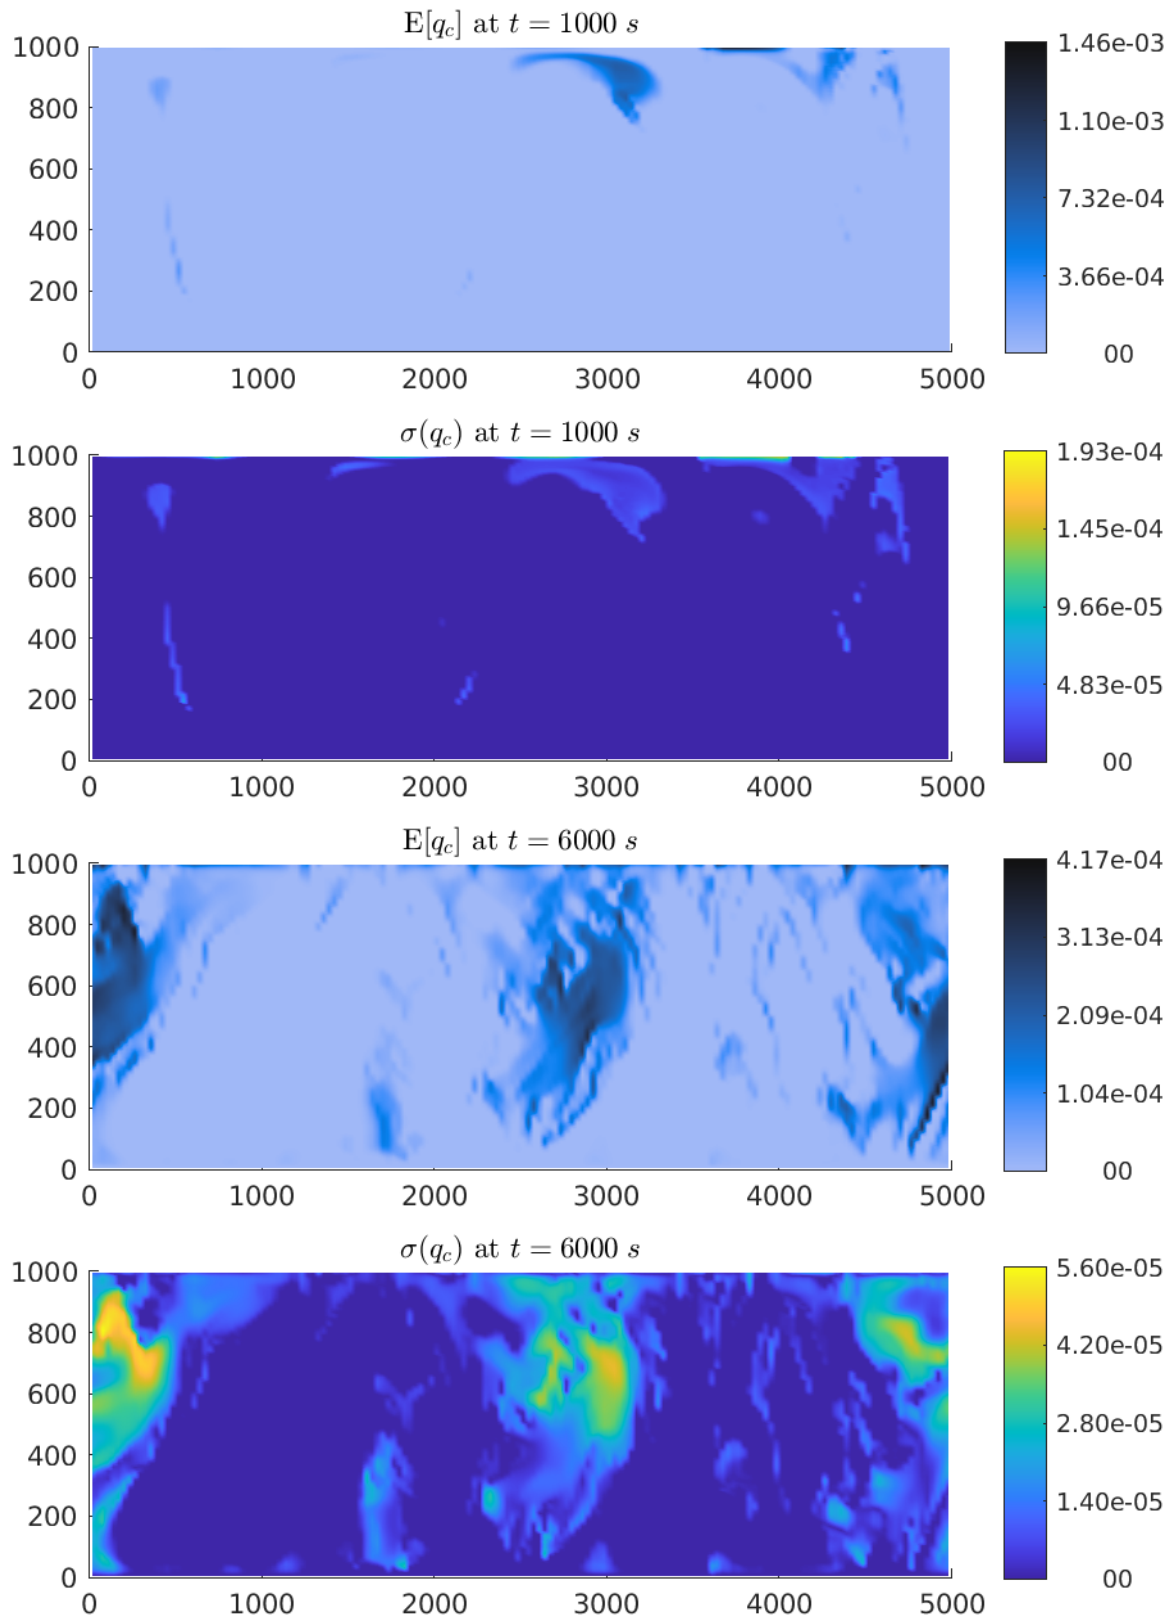 E[q_c] at t = 1000 s
1000
800
600
400
200
0
0 1000 2000 3000 4000 5000
1.46e-03
1.10e-03
7.32e-04
3.66e-04
00
σ(q_c) at t = 1000 s
1000
800
600
400
200
0
0 1000 2000 3000 4000 5000
1.93e-04
1.45e-04
9.66e-05
4.83e-05
00
E[q_c] at t = 6000 s
1000
800
600
400
200
0
0 1000 2000 3000 4000 5000
4.17e-04
3.13e-04
2.09e-04
1.04e-04
00
σ(q_c) at t = 6000 s
1000
800
600
400
200
0
0 1000 2000 3000 4000 5000
5.60e-05
4.20e-05
2.80e-05
1.40e-05
00